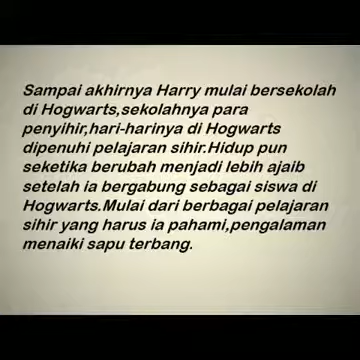 Sampai akhirnya Harry mulai bersekolah
di Hogwarts,sekolahnya para
penyihir,hari-harinya di Hogwarts
dipenuhi pelajaran sihir.Hidup pun
seketika berubah menjadi lebih ajaib
setelah ia bergabung sebagai siswa di
Hogwarts.Mulai dari berbagai pelajaran
sihir yang harus ia pahami,pengalaman
menaiki sapu terbang.